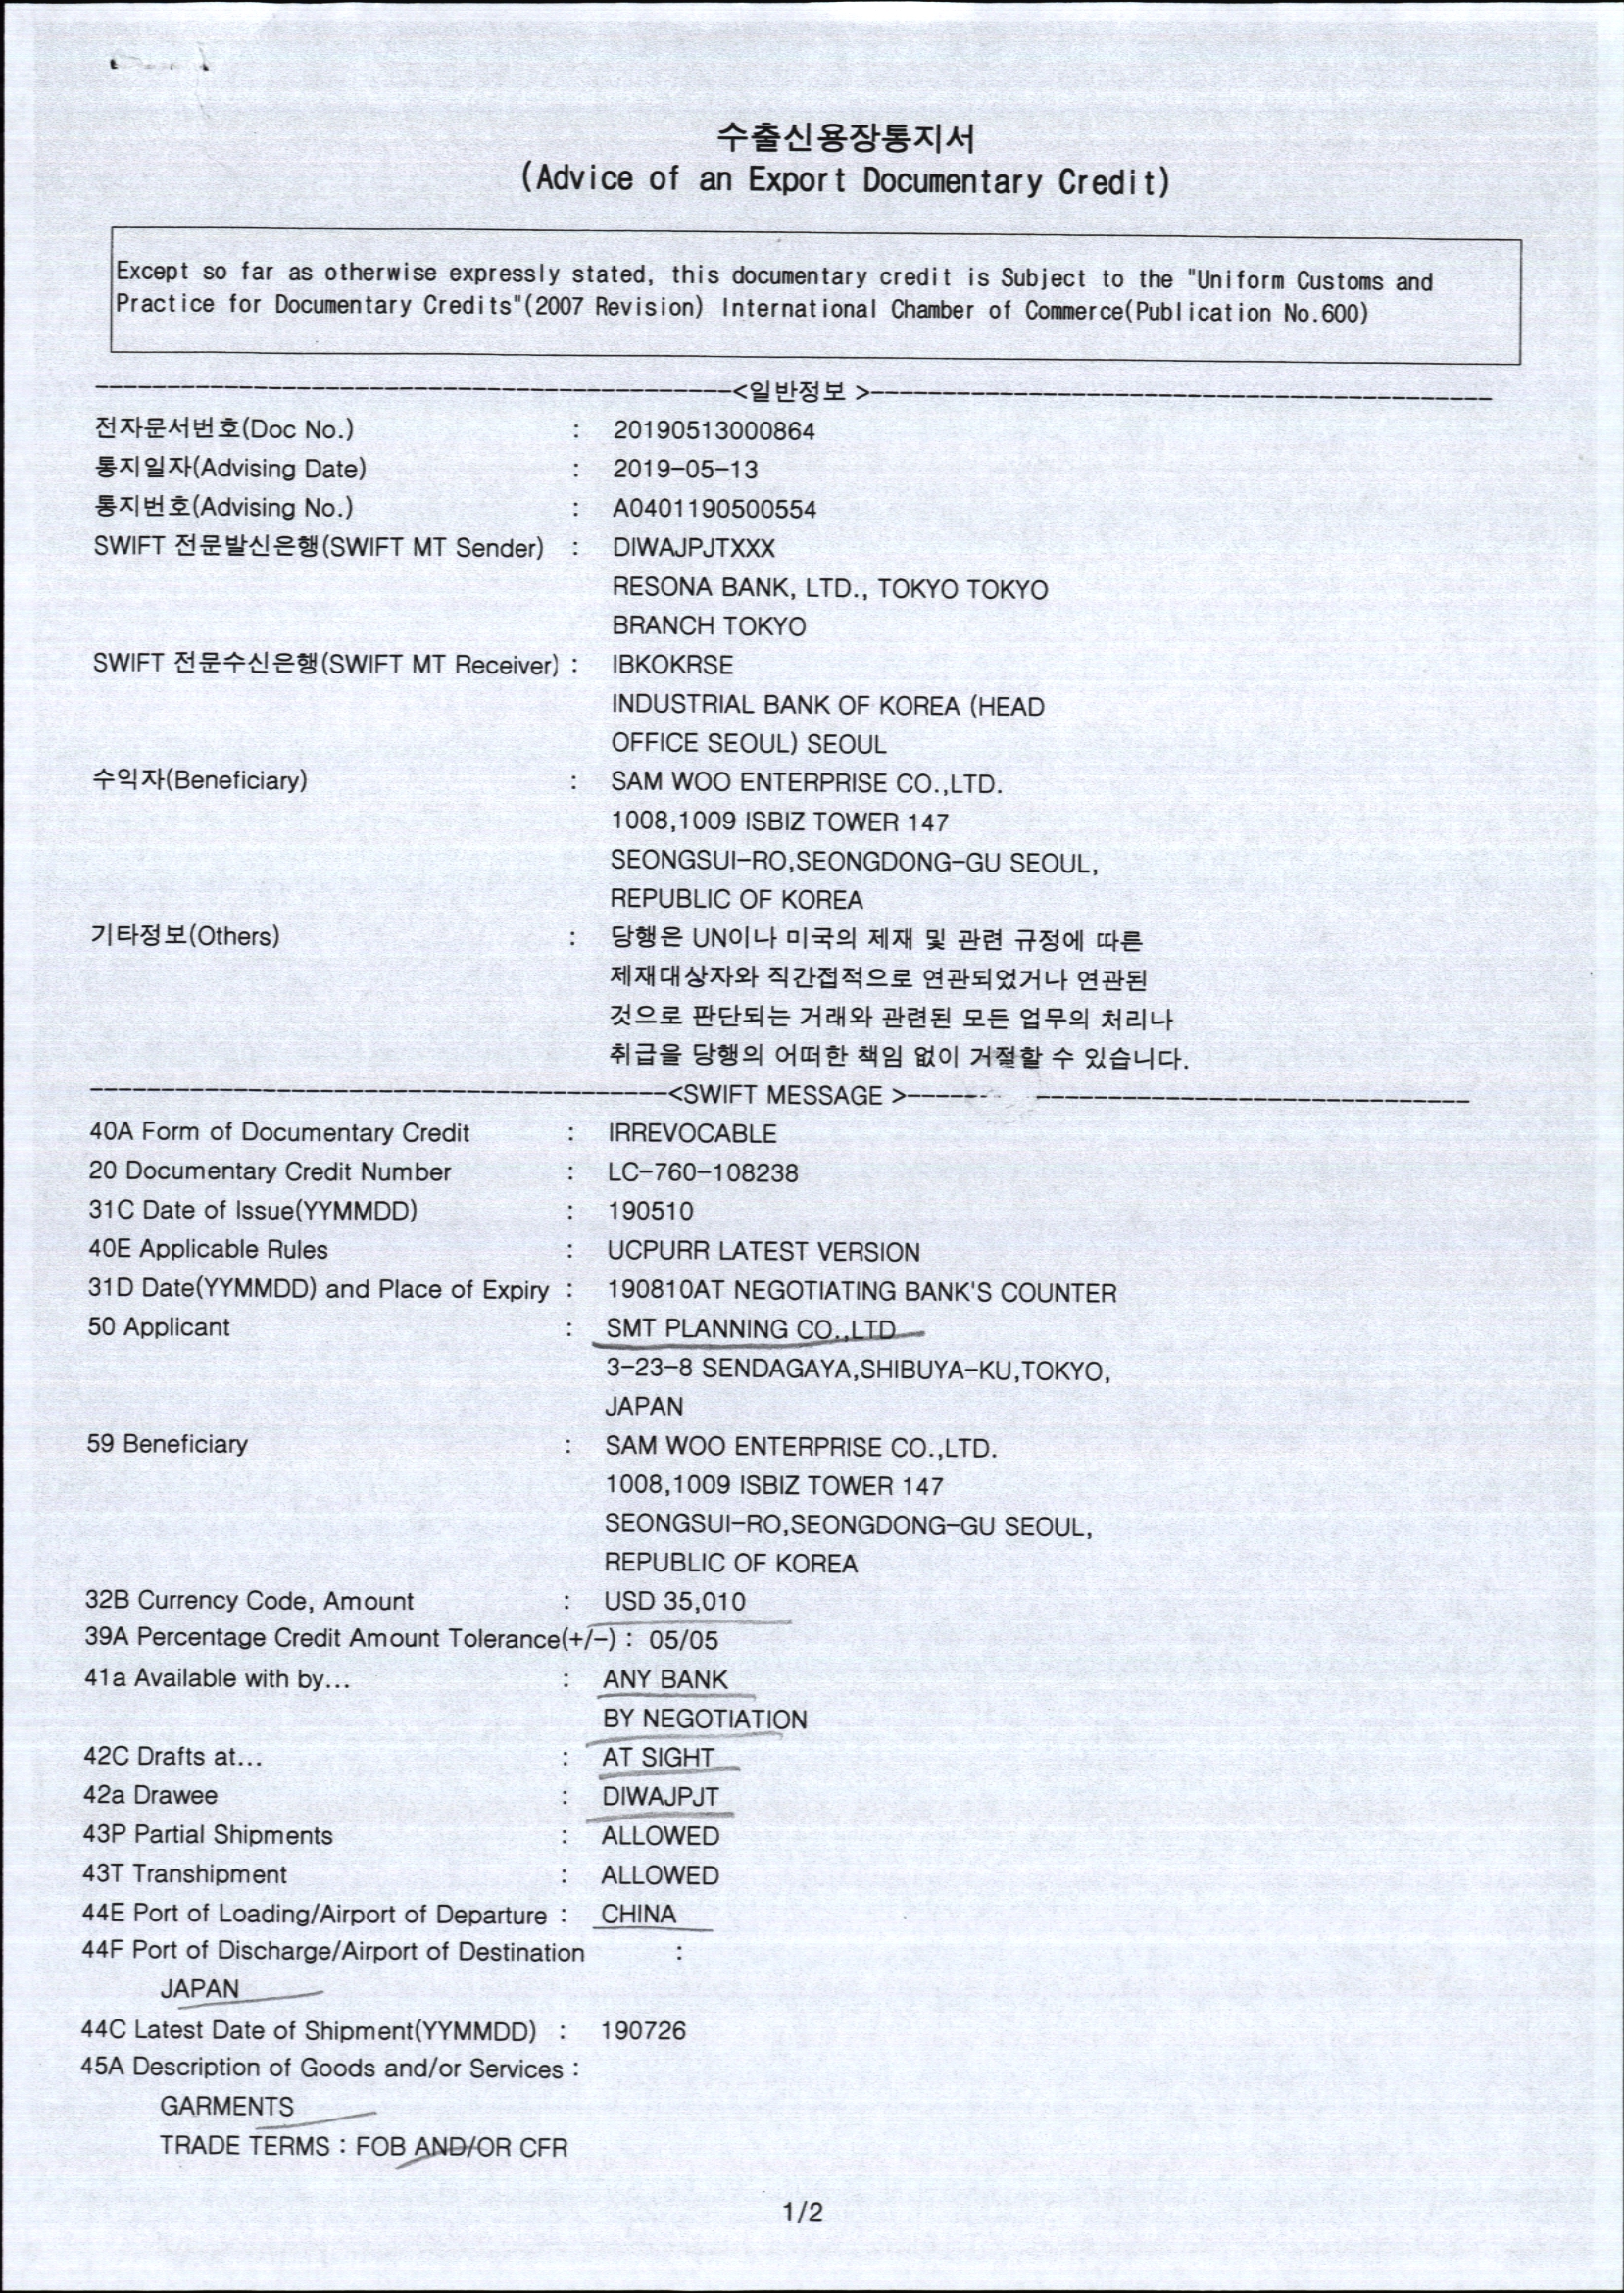 수출신용장통지서
(Advice of an Export Documentary Credit)
Except so far as otherwise expressly stated, this documentary credit is Subject to the "Uniform Customs and
Practice for Documentary Credits"(2007 Revision) International Chamber of Commerce(Publication No.600)
<일반정보 >
전자문서번호(Doc No.) : 20190513000864
통지일자(Advising Date) : 2019-05-13
통지번호(Advising No.) : A0401190500554
SWIFT 전문발신은행(SWIFT MT Sender) : DIWAJPJTXXX
RESONA BANK, LTD., TOKYO TOKYO
BRANCH TOKYO
SWIFT 전문수신은행(SWIFT MT Receiver) : IBKOKRSE
INDUSTRIAL BANK OF KOREA (HEAD
OFFICE SEOUL) SEOUL
수익자(Beneficiary) : SAM WOO ENTERPRISE CO.,LTD.
1008,1009 ISBIZ TOWER 147
SEONGSUI-RO,SEONGDONG-GU SEOUL,
REPUBLIC OF KOREA
기타정보(Others) : 당행은 UN이나 미국의 제재 및 관련 규정에 따른
제재대상자와 직간접적으로 연관되었거나 연관된
것으로 판단되는 거래와 관련된 모든 업무의 처리나
취급을 당행의 어떠한 책임 없이 거절할 수 있습니다.
<SWIFT MESSAGE >
40A Form of Documentary Credit : IRREVOCABLE
20 Documentary Credit Number : LC-760-108238
31C Date of Issue(YYMMDD) : 190510
40E Applicable Rules : UCPURR LATEST VERSION
31D Date(YYMMDD) and Place of Expiry : 190810AT NEGOTIATING BANK'S COUNTER
50 Applicant : SMT PLANNING CO.,LTD
3-23-8 SENDAGAYA,SHIBUYA-KU,TOKYO,
JAPAN
59 Beneficiary : SAM WOO ENTERPRISE CO.,LTD.
1008,1009 ISBIZ TOWER 147
SEONGSUI-RO,SEONGDONG-GU SEOUL,
REPUBLIC OF KOREA
32B Currency Code, Amount : USD 35,010
39A Percentage Credit Amount Tolerance(+/-) : 05/05
41a Available with by... : ANY BANK
BY NEGOTIATION
42C Drafts at... : AT SIGHT
42a Drawee : DIWAJPJT
43P Partial Shipments : ALLOWED
43T Transhipment : ALLOWED
44E Port of Loading/Airport of Departure : CHINA
44F Port of Discharge/Airport of Destination :
JAPAN
44C Latest Date of Shipment(YYMMDD) : 190726
45A Description of Goods and/or Services :
GARMENTS
TRADE TERMS : FOB AND/OR CFR
1/2